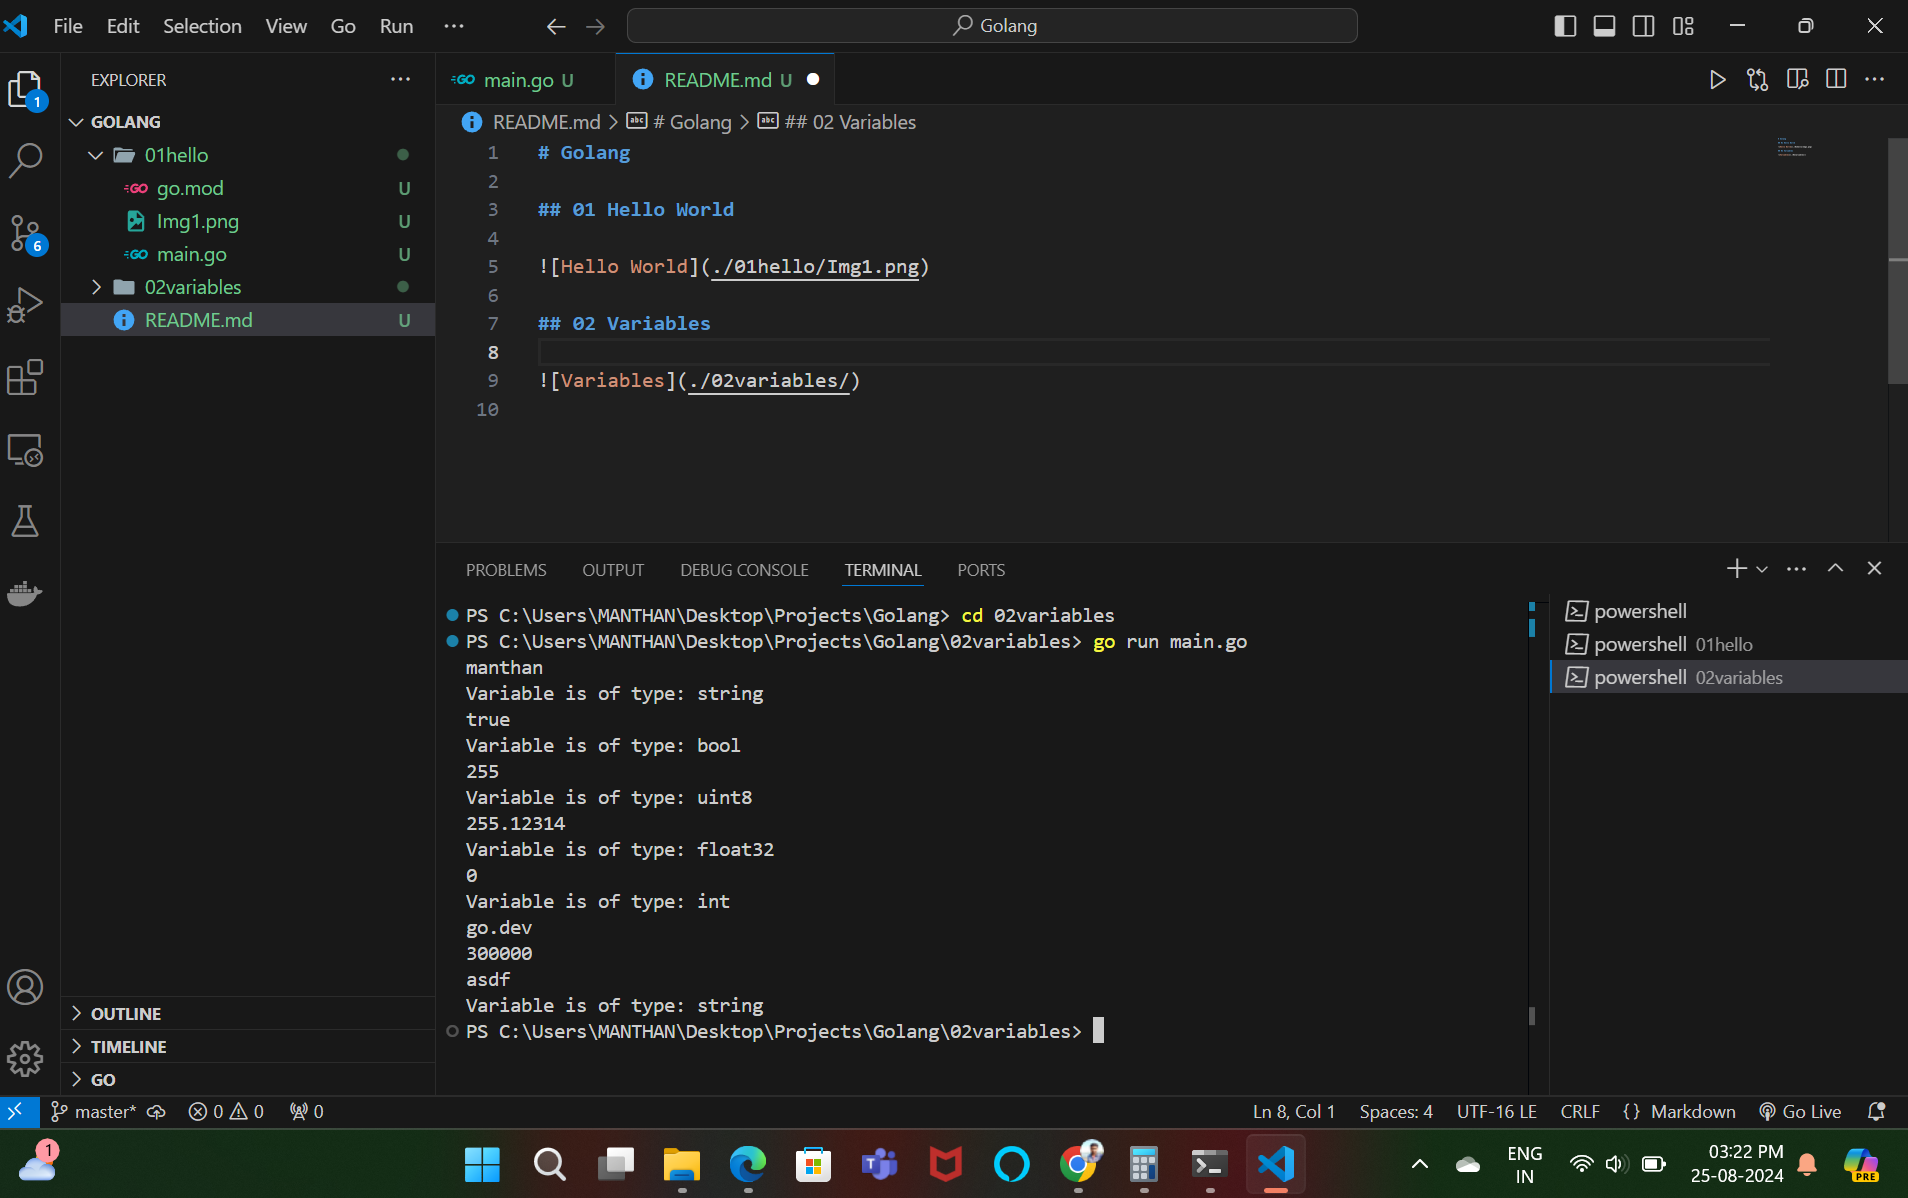 File Edit Selection View Go Run ...
Golang
EXPLORER
GOLANG
01hello
go.mod U
Img1.png U
main.go U
02variables
README.md U
OUTLINE
TIMELINE
GO
1
6
main.go U
README.md U
README.md > # Golang > ## 02 Variables
1 # Golang
2
3 ## 01 Hello World
4
5 ![Hello World](./01hello/Img1.png)
6
7 ## 02 Variables
8
9 ![Variables](./02variables/)
10
PROBLEMS OUTPUT DEBUG CONSOLE TERMINAL PORTS
PS C:\Users\MANTHAN\Desktop\Projects\Golang> cd 02variables
PS C:\Users\MANTHAN\Desktop\Projects\Golang\02variables> go run main.go
manthan
Variable is of type: string
true
Variable is of type: bool
255
Variable is of type: uint8
255.12314
Variable is of type: float32
0
Variable is of type: int
go.dev
300000
asdf
Variable is of type: string
PS C:\Users\MANTHAN\Desktop\Projects\Golang\02variables>
powershell
powershell 01hello
powershell 02variables
master* 0 0 0
Ln 8, Col 1 Spaces: 4 UTF-16 LE CRLF {} Markdown Go Live
1
ENG
IN
03:22 PM
25-08-2024
PRE